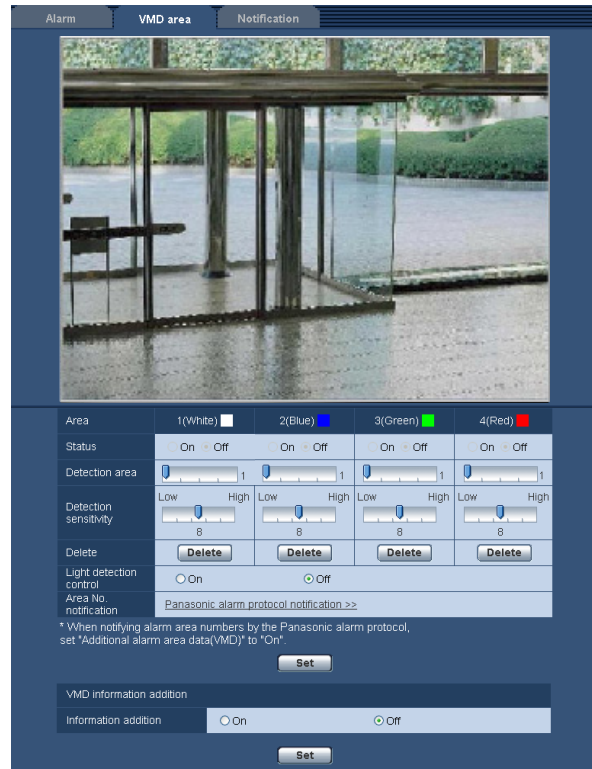 Alarm VMD area Notification
Area 1(White) 2(Blue) 3(Green) 4(Red)
Status On Off On Off On Off On Off
Detection area 1 1 1 1
Detection sensitivity Low High Low High Low High Low High
8 8 8 8
Delete Delete Delete Delete Delete
Light detection control On Off
Area No. notification Panasonic alarm protocol notification >>
* When notifying alarm area numbers by the Panasonic alarm protocol,
set "Additional alarm area data(VMD)" to "On".
Set
VMD information addition
Information addition On Off
Set